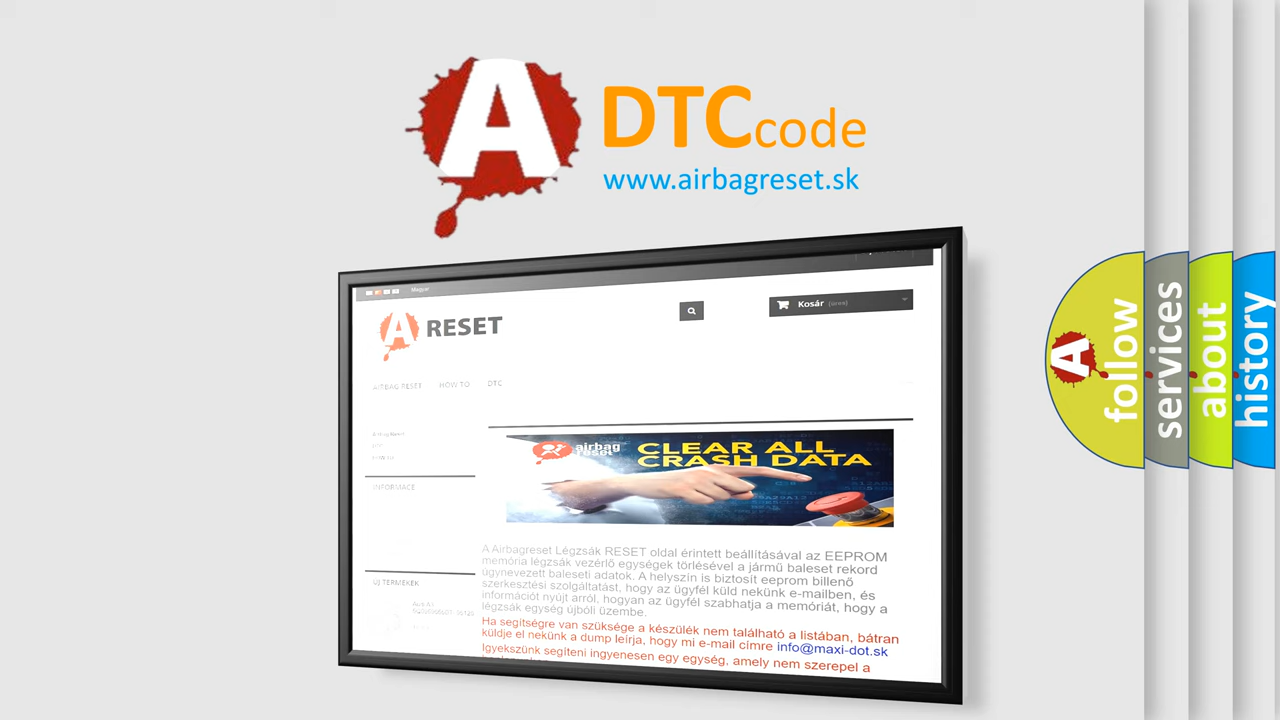 A
DTC code
www.airbagreset.sk
Magyar
A RESET
Kosár (üres)
AIRBAG RESET HOW TO DTC
INFORMACE
ÚJ TERMÉKEK
airbag
reset
CLEAR ALL
CRASH DATA
A Airbagreset Légzsák RESET oldal érintett beállításával az EEPROM
memória légzsák vezérlő egységek törlésével a jármű baleset rekord
úgynevezett baleseti adatok. A helyszín is biztosít eeprom billenő
szerkesztési szolgáltatást, hogy az ügyfél küld nekünk e-mailben, és
információt nyújt arról, hogyan az ügyfél szabhatja a memóriát, hogy a
légzsák egység újbóli üzembe.
Ha segítségre van szüksége a készülék nem található a listában, bátran
küldje el nekünk a dump leírja, hogy mi e-mail címre info@maxi-dot.sk
Igyekszünk segíteni ingyenesen egy egység, amely nem szerepel a
A
follow
services
about
history